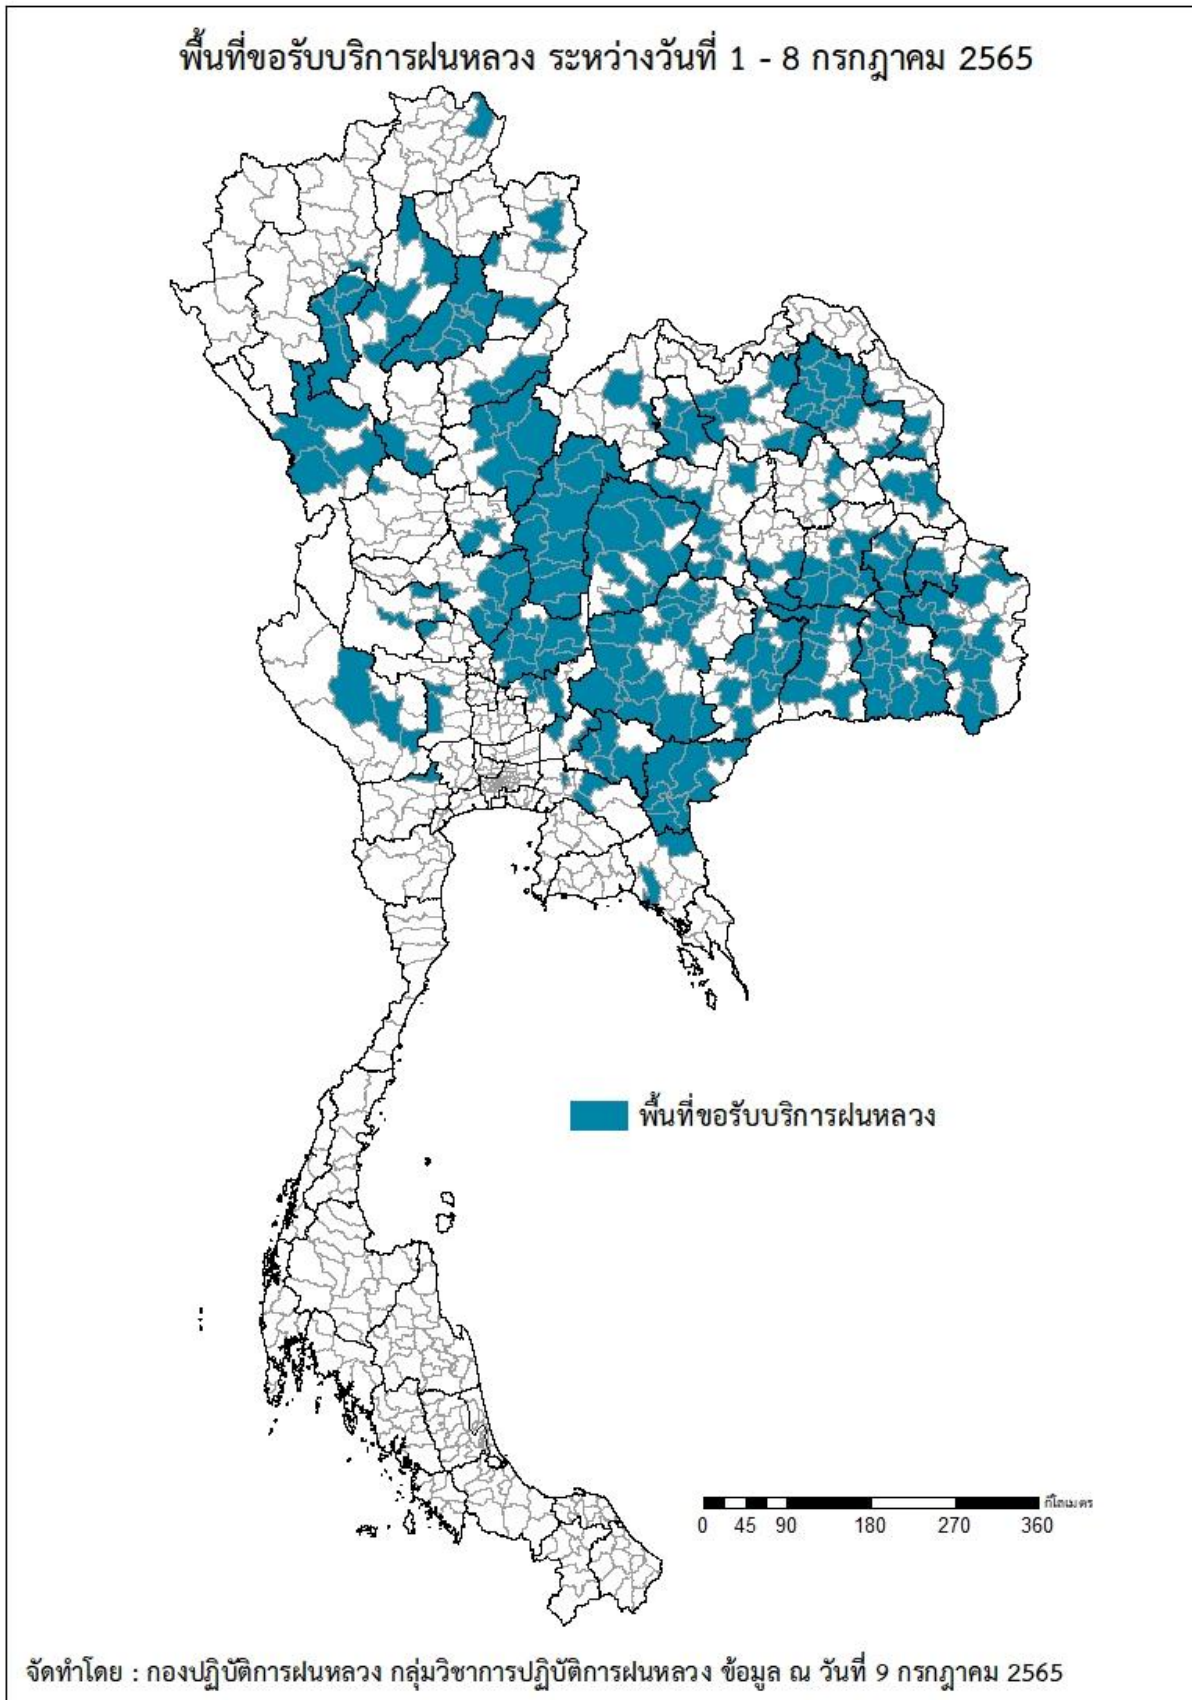 พื้นที่ขอรับบริการฝนหลวง ระหว่างวันที่ 1 - 8 กรกฎาคม 2565
พื้นที่ขอรับบริการฝนหลวง
กิโลเมตร
0 45 90 180 270 360
จัดทำโดย : กองปฏิบัติการฝนหลวง กลุ่มวิชาการปฏิบัติการฝนหลวง ข้อมูล ณ วันที่ 9 กรกฎาคม 2565